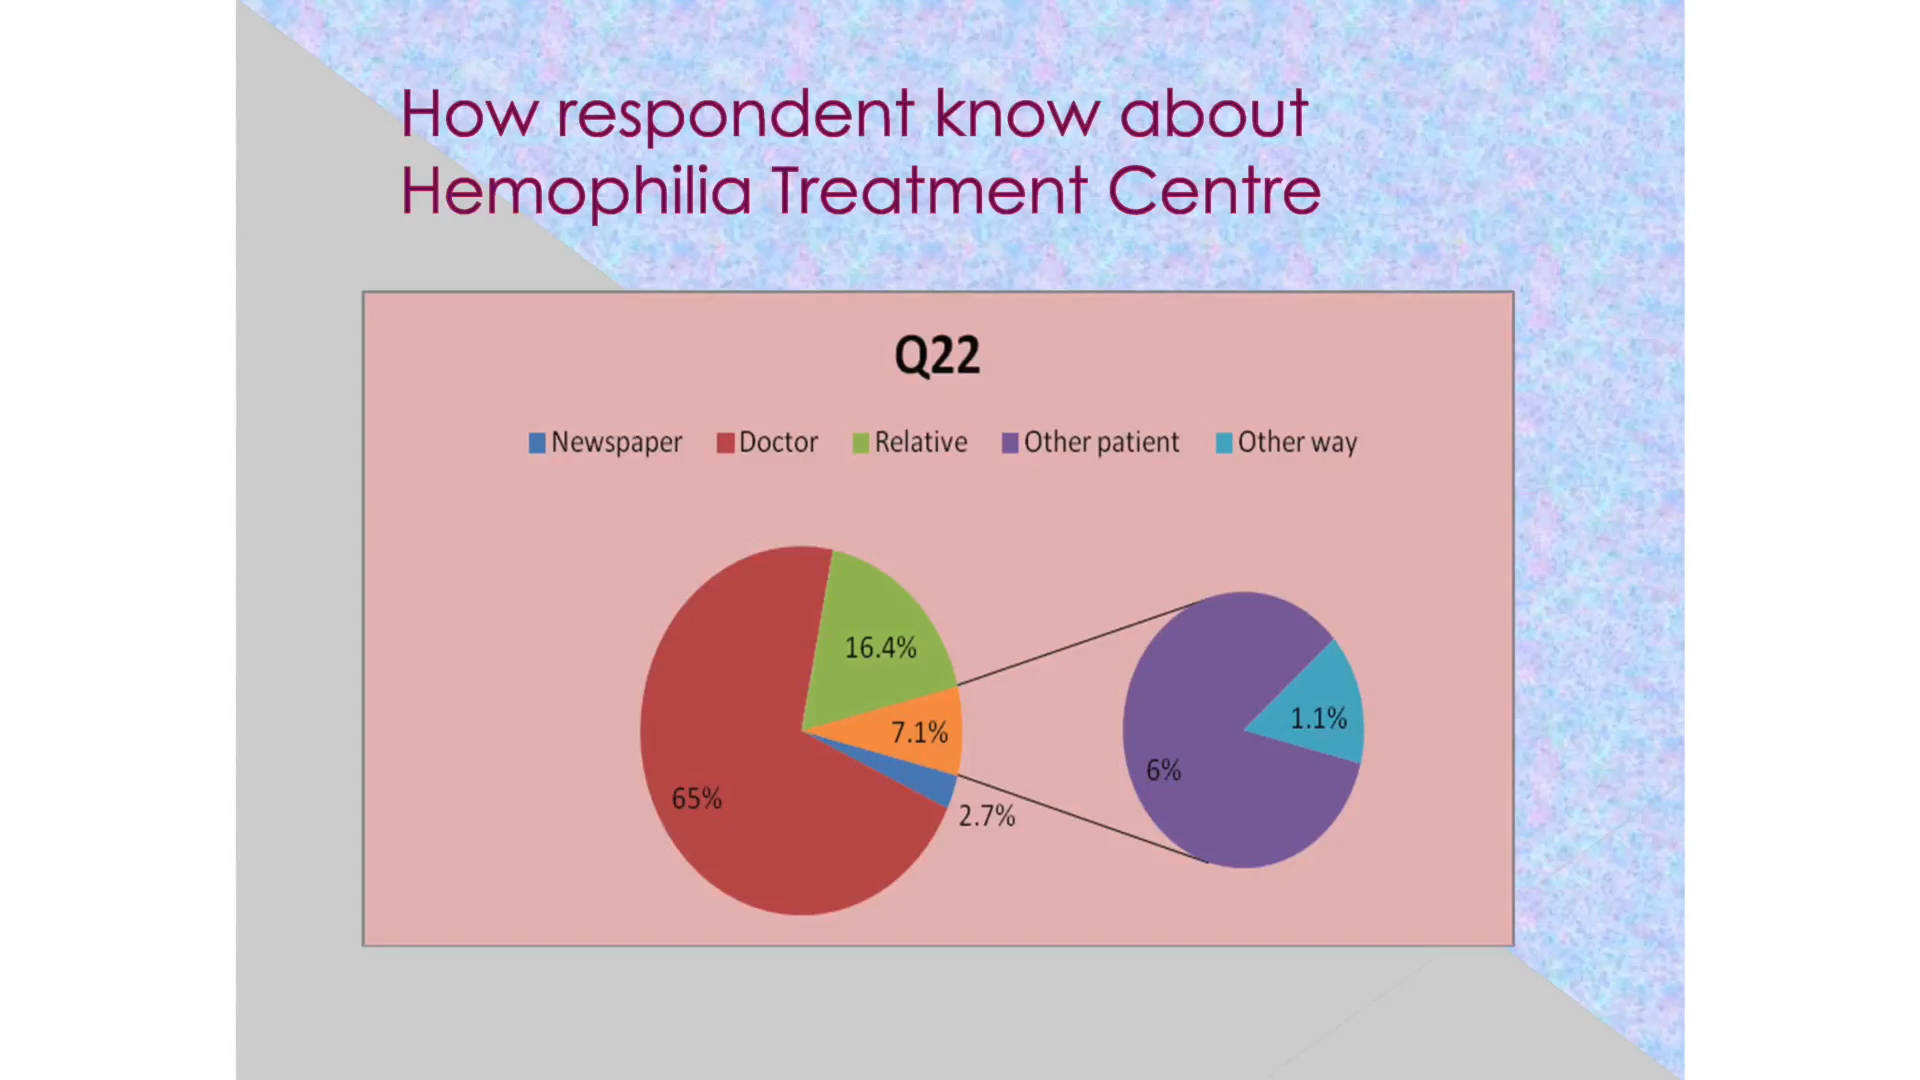 How respondent know about
Hemophilia Treatment Centre
Q22
Newspaper Doctor Relative Other patient Other way
16.4%
7.1%
65%
2.7%
1.1%
6%